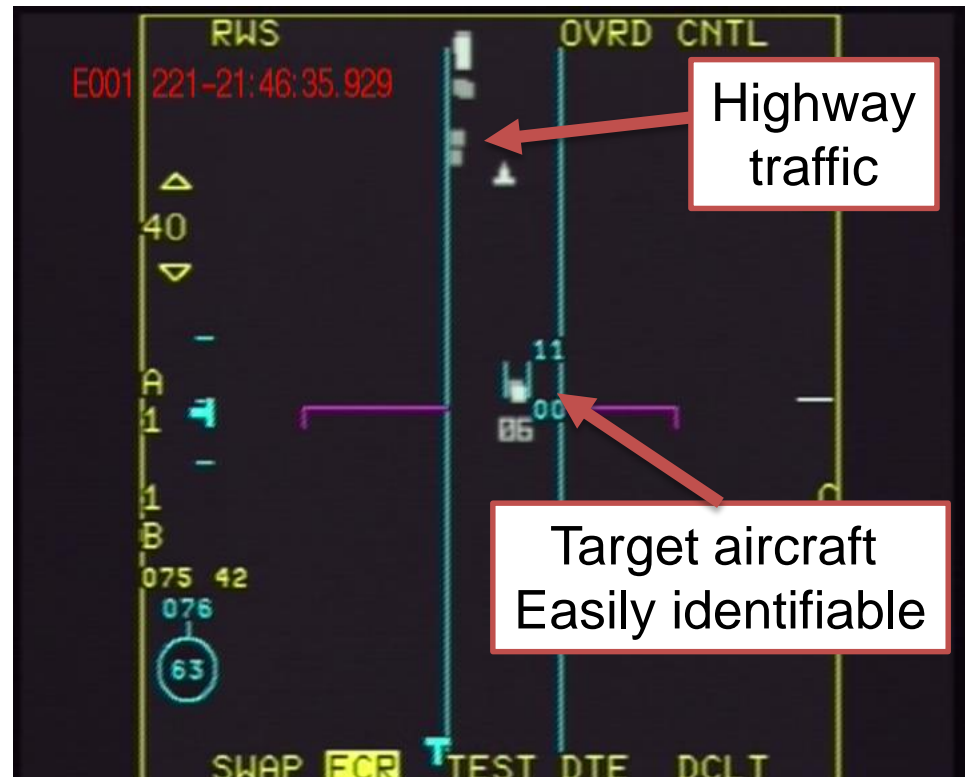 RWS
OVRD CNTL
E001 221-21:46:35.929
Highway
traffic
40
11
A
1
00
06
1
C
B
Target aircraft
Easily identifiable
075 42
076
63
T
SWAP FCR TEST DTE DCLT